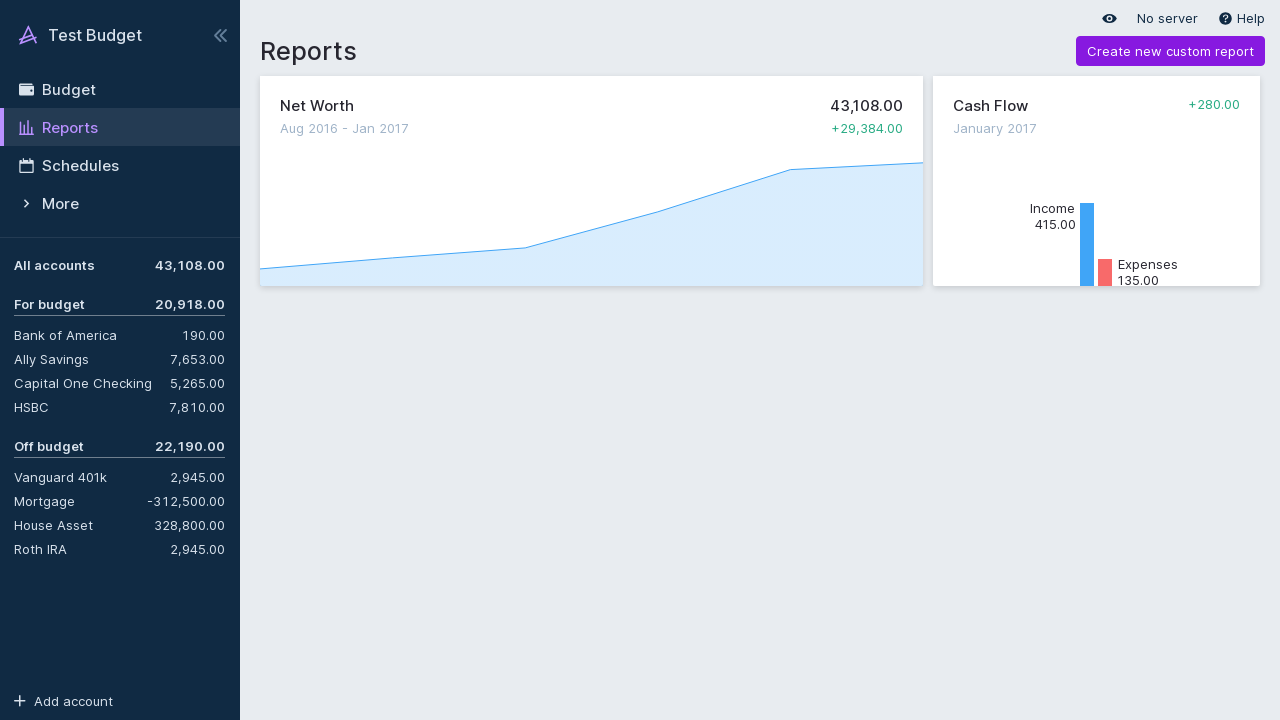 Test Budget
Budget
Reports
Schedules
More
All accounts 43,108.00
For budget 20,918.00
Bank of America 190.00
Ally Savings 7,653.00
Capital One Checking 5,265.00
HSBC 7,810.00
Off budget 22,190.00
Vanguard 401k 2,945.00
Mortgage -312,500.00
House Asset 328,800.00
Roth IRA 2,945.00
Add account
No server Help
Reports
Create new custom report
Net Worth 43,108.00
Aug 2016 - Jan 2017 +29,384.00
Cash Flow +280.00
January 2017
Income
415.00
Expenses
135.00